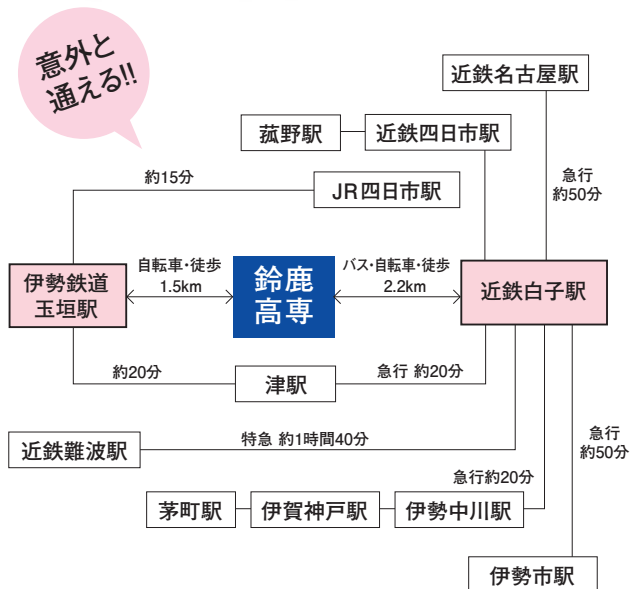 意外と
通える!!
近鉄名古屋駅
菰野駅
近鉄四日市駅
急行
約50分
約15分
JR四日市駅
伊勢鉄道
玉垣駅
自転車・徒歩
1.5km
鈴鹿
高専
バス・自転車・徒歩
2.2km
近鉄白子駅
約20分
津駅
急行 約20分
近鉄難波駅
特急 約1時間40分
急行
約50分
急行約20分
茅町駅
伊賀神戸駅
伊勢中川駅
伊勢市駅